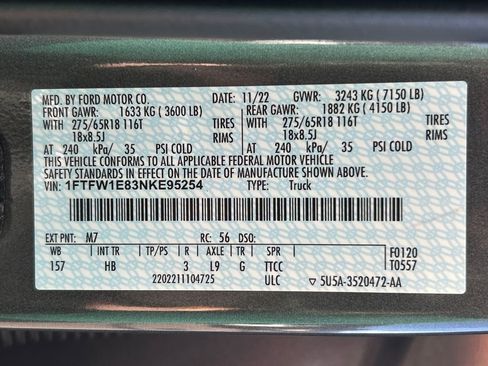 MFD. BY FORD MOTOR CO. 11/22 GVWR: 3243 KG ( 7150 LB)
FRONT GAWR: 1633 KG ( 3600 LB) REAR GAWR: 1882 KG ( 4150 LB)
WITH 275/65R18 116T TIRES WITH 275/65R18 116T TIRES
18x8.5J RIMS 18x8.5J RIMS
AT 240 kPa/ 35 PSI COLD AT 240 kPa/ 35 PSI COLD
THIS VEHICLE CONFORMS TO ALL APPLICABLE FEDERAL MOTOR VEHICLE
SAFETY STANDARDS IN EFFECT ON THE DATE OF MANUFACTURE SHOWN ABOVE.
VIN: 1FTFW1E83NKE95254 TYPE: Truck
EXT PNT: M7 RC: 56 DSO:
WB INT TR TP/PS R AXLE TR SPR F0120
157 HB 3 L9 G TTCC T0557
2202211104725 ULC ▽5U5A-3520472-AA